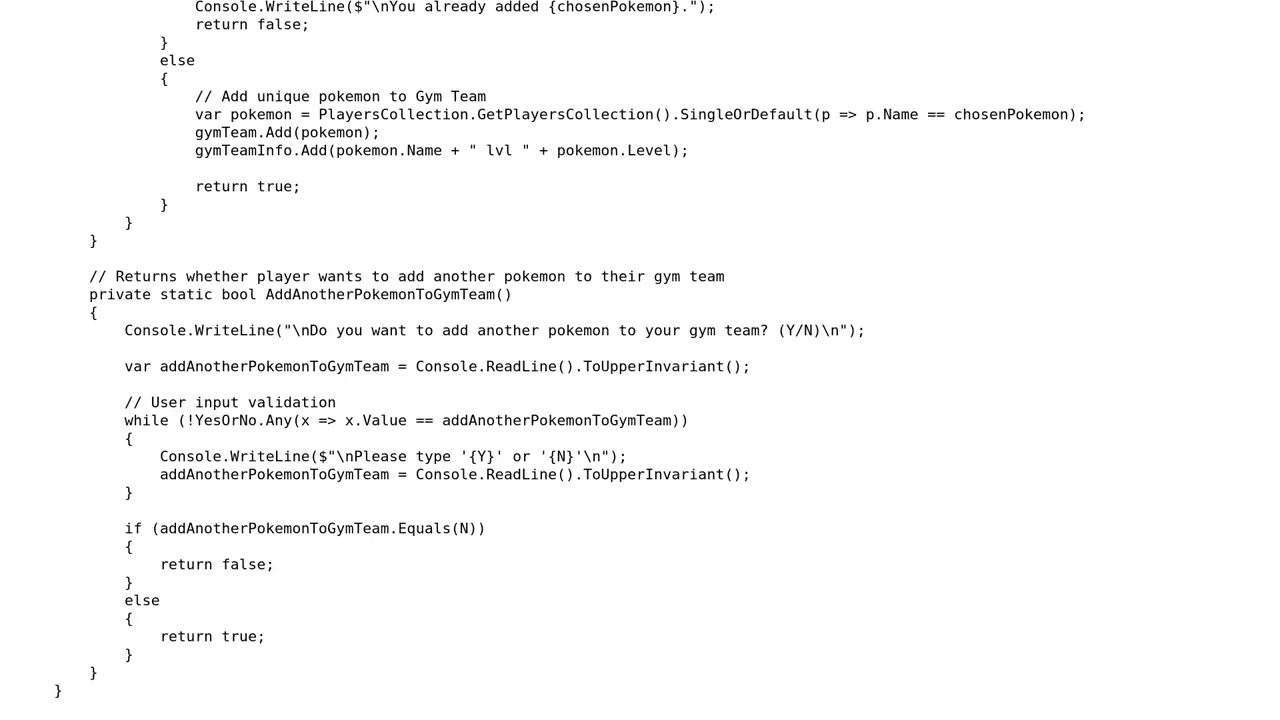 Console.WriteLine($"\nYou already added {chosenPokemon}.");
return false;
}
else
{
// Add unique pokemon to Gym Team
var pokemon = PlayersCollection.GetPlayersCollection().SingleOrDefault(p => p.Name == chosenPokemon);
gymTeam.Add(pokemon);
gymTeamInfo.Add(pokemon.Name + " lvl " + pokemon.Level);
return true;
}
}
}
// Returns whether player wants to add another pokemon to their gym team
private static bool AddAnotherPokemonToGymTeam()
{
Console.WriteLine("\nDo you want to add another pokemon to your gym team? (Y/N)\n");
var addAnotherPokemonToGymTeam = Console.ReadLine().ToUpperInvariant();
// User input validation
while (!YesOrNo.Any(x => x.Value == addAnotherPokemonToGymTeam))
{
Console.WriteLine($"\nPlease type '{Y}' or '{N}'\n");
addAnotherPokemonToGymTeam = Console.ReadLine().ToUpperInvariant();
}
if (addAnotherPokemonToGymTeam.Equals(N))
{
return false;
}
else
{
return true;
}
}
}